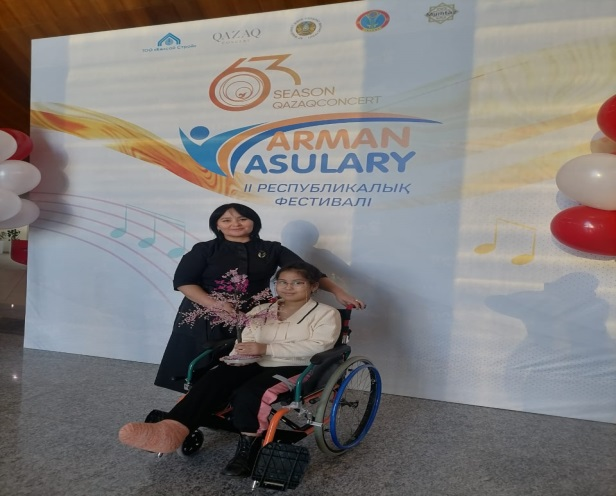 QAZAQ
63
SEASON
QAZAQCONCERT
ARMAN
ASULARY
II РЕСПУБЛИКАЛЫҚ
ФЕСТИВАЛІ